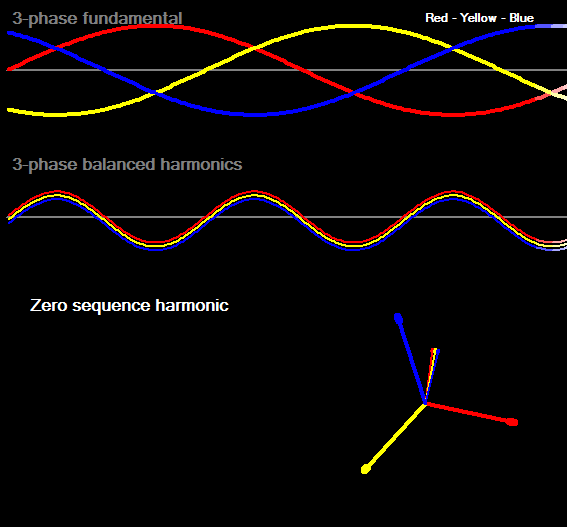 3-phase fundamental
Red - Yellow - Blue
3-phase balanced harmonics
Zero sequence harmonic